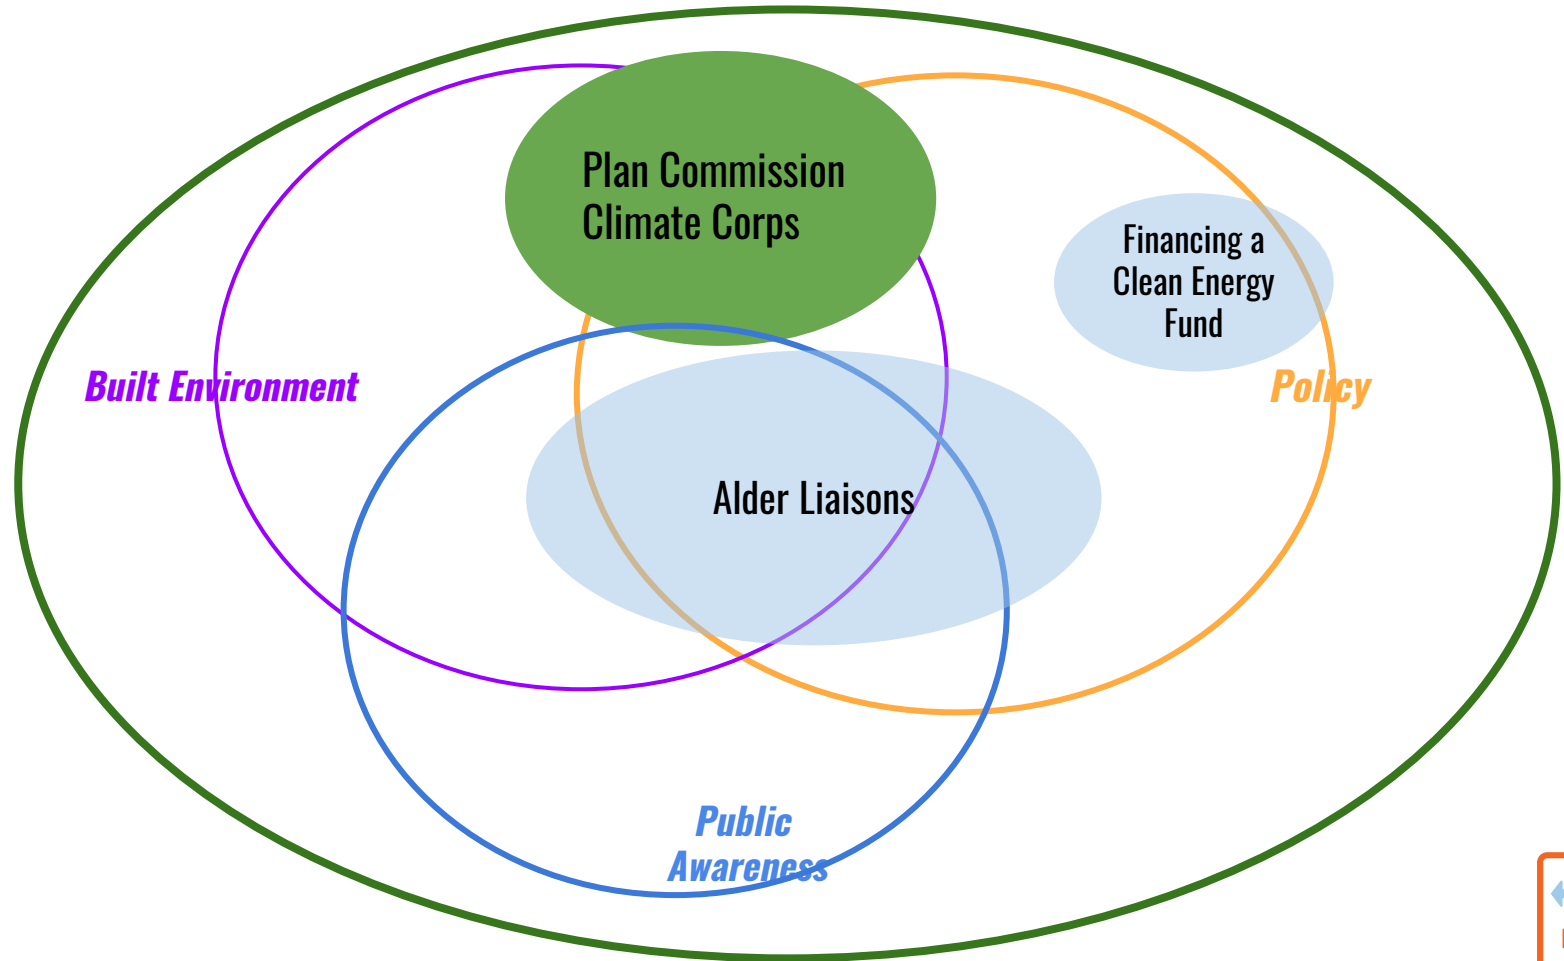 Plan Commission
Climate Corps
Financing a
Clean Energy
Fund
Built Environment
Policy
Alder Liaisons
Public
Awareness